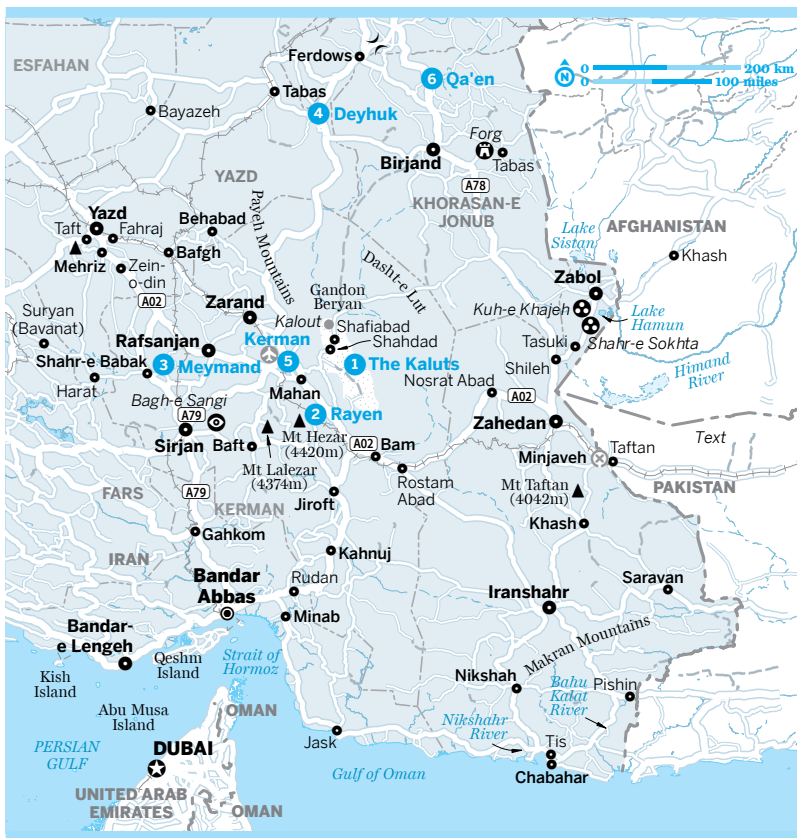 Ferdows
ESFAHAN
6 Qa'en
N
0 200 km
0 100 miles
Tabas
Bayazeh
4 Deyhuk
Forg
Birjand
Tabas
YAZD
A78
KHORASAN-E
JONUB
Payeh Mountains
Yazd
Behabad
Taft
Fahraj
Mehriz
Bafgh
Zein-
o-din
Dasht-e Lut
Lake
Sistan
AFGHANISTAN
Khash
Zabol
A02
Zarand
Gandon
Beryan
Kalout
Shafiabad
Shahdad
Kuh-e Khajeh
Lake
Hamun
Suryan
(Bavanat)
Rafsanjan
Kerman
Tasuki
Shahr-e Sokhta
Shahr-e Babak
3 Meymand
5
1 The Kaluts
Shileh
Himand
River
Harat
Mahan
Nosrat Abad
Bagh-e Sangi
A79
2 Rayen
A02
Sirjan
Baft
Mt Hezar
(4420m)
Zahedan
Mt Lalezar
(4374m)
A02
Bam
Text
Minjaveh
Taftan
Rostam
Abad
Mt Taftan
(4042m)
PAKISTAN
FARS
A79
KERMAN
Jiroft
Khash
Gahkom
IRAN
Kahnuj
Bandar
Abbas
Rudan
Iranshahr
Saravan
Minab
Bandar-
e Lengeh
Qeshm
Island
Strait of
Hormoz
Makran Mountains
Kish
Island
Nikshah
Bahu
Kalat
River
Pishin
Abu Musa
Island
OMAN
Nikshahr
River
PERSIAN
GULF
DUBAI
Jask
Tis
Gulf of Oman
Chabahar
UNITED ARAB
EMIRATES
OMAN